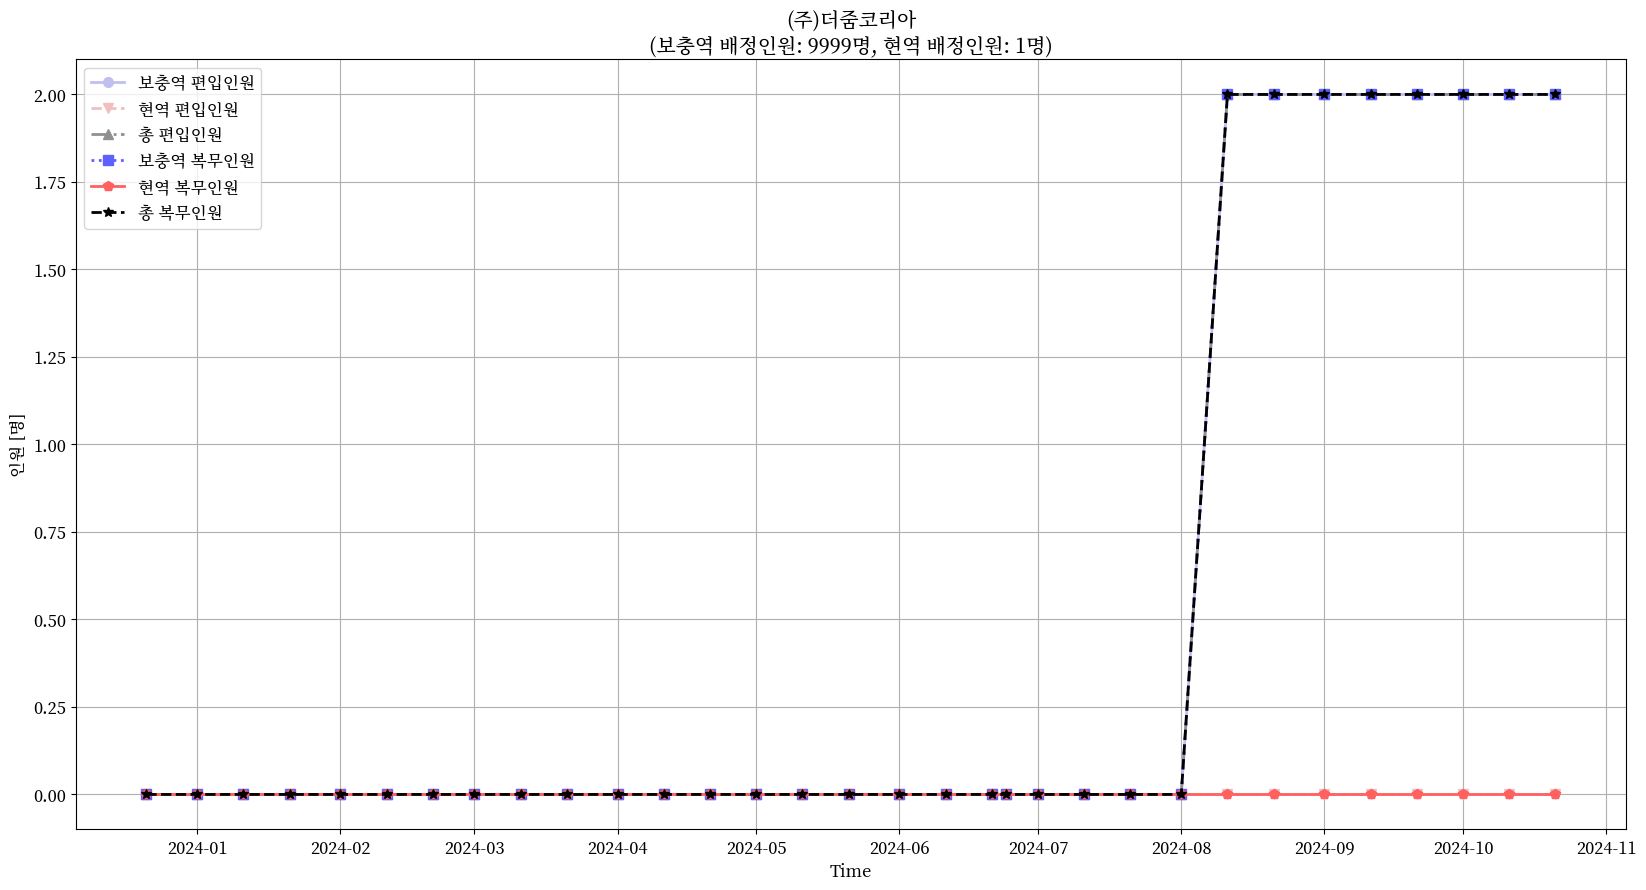 (주)더줌코리아
(보충역 배정인원: 9999명, 현역 배정인원: 1명)
보충역 편입인원
현역 편입인원
총 편입인원
보충역 복무인원
현역 복무인원
총 복무인원
2.00
1.75
1.50
1.25
1.00
0.75
0.50
0.25
0.00
인원 [명]
2024-01 2024-02 2024-03 2024-04 2024-05 2024-06 2024-07 2024-08 2024-09 2024-10 2024-11
Time